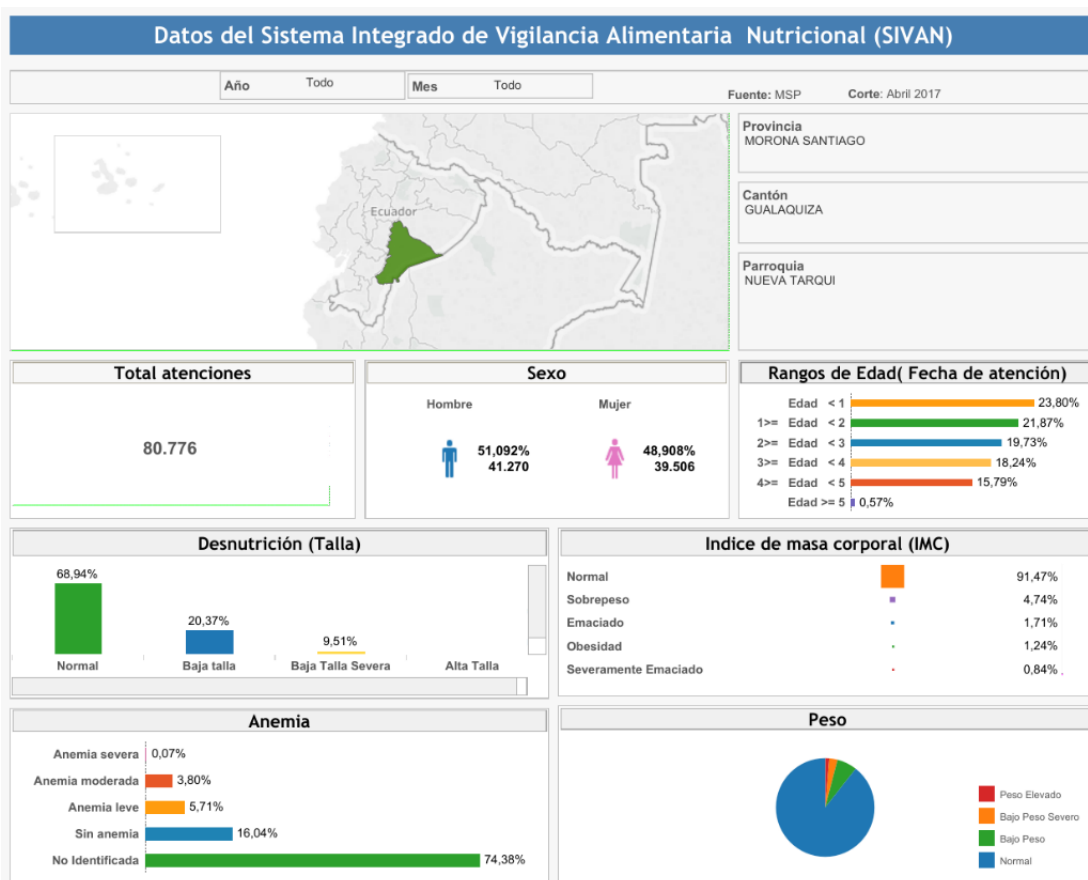 Datos del Sistema Integrado de Vigilancia Alimentaria  Nutricional (SIVAN)
Año Todo Mes Todo Fuente: MSP Corte: Abril 2017
Ecuador
Provincia
MORONA SANTIAGO
Cantón
GUALAQUIZA
Parroquia
NUEVA TARQUI
Total atenciones
80.776
Sexo
Hombre Mujer
51,092% 48,908%
41.270 39.506
Rangos de Edad( Fecha de atención)
Edad < 1 23,80%
1>= Edad < 2 21,87%
2>= Edad < 3 19,73%
3>= Edad < 4 18,24%
4>= Edad < 5 15,79%
Edad >= 5 0,57%
Desnutrición (Talla)
68,94%
20,37%
9,51%
Normal Baja talla Baja Talla Severa Alta Talla
Indice de masa corporal (IMC)
Normal 91,47%
Sobrepeso 4,74%
Emaciado 1,71%
Obesidad 1,24%
Severamente Emaciado 0,84%
Anemia
Anemia severa 0,07%
Anemia moderada 3,80%
Anemia leve 5,71%
Sin anemia 16,04%
No Identificada 74,38%
Peso
Peso Elevado
Bajo Peso Severo
Bajo Peso
Normal